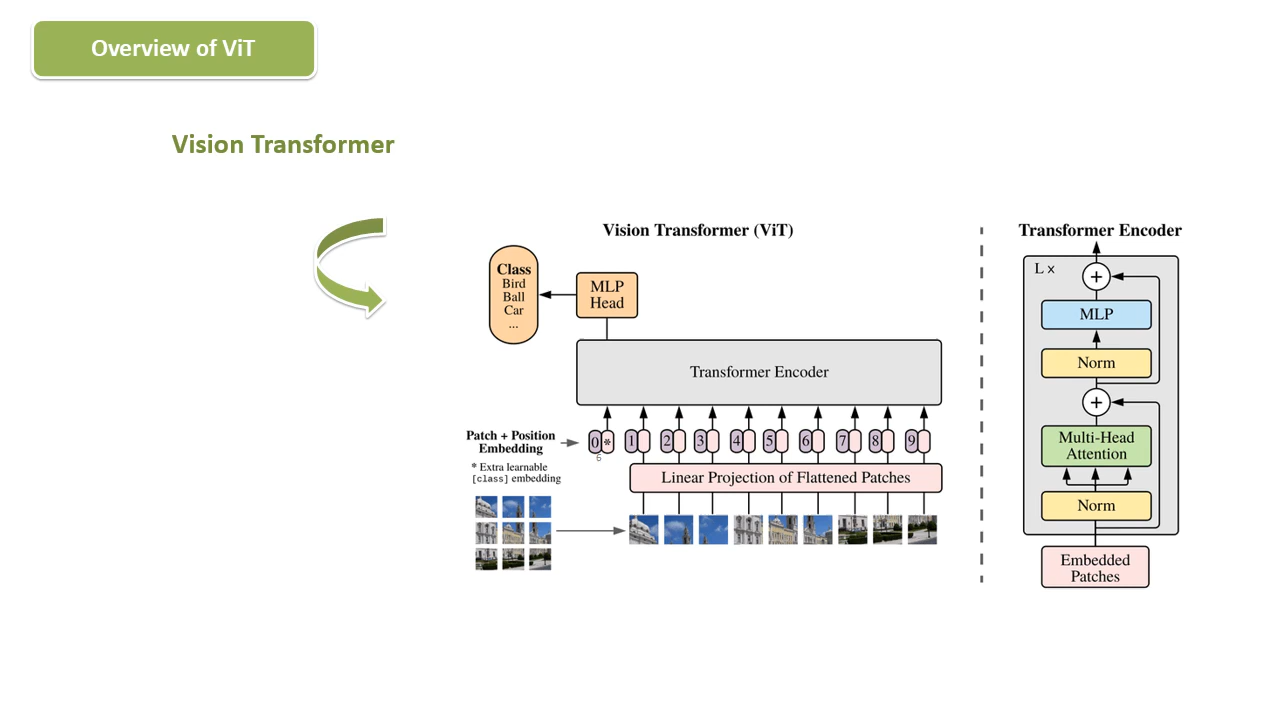 Overview of ViT
Vision Transformer
Vision Transformer (ViT)
Class
Bird
Ball
Car
...
MLP
Head
Transformer Encoder
Patch + Position
Embedding
0 * 1 2 3 4 5 6 7 8 9
* Extra learnable
[class] embedding
Linear Projection of Flattened Patches
Transformer Encoder
L x
+
MLP
Norm
+
Multi-Head
Attention
Norm
Embedded
Patches